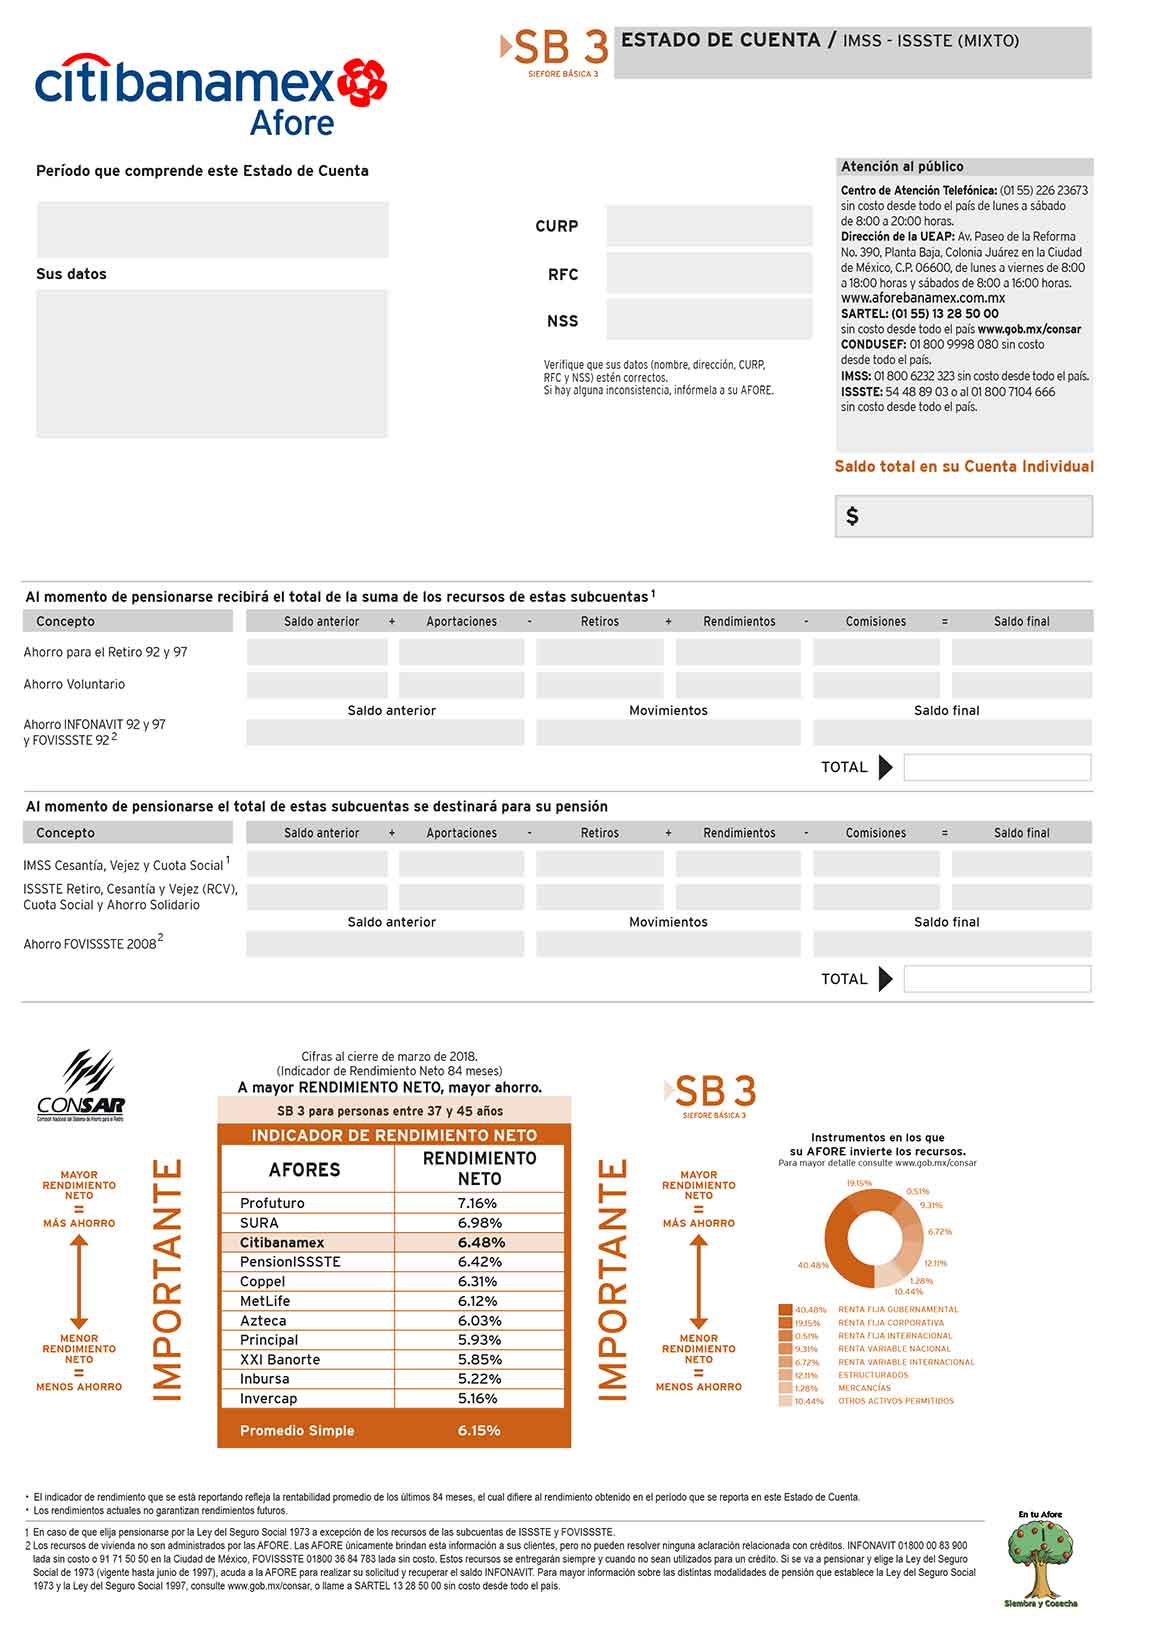 citibanamex
Afore
SB 3
SIEFORE BÁSICA 3
ESTADO DE CUENTA / IMSS - ISSSTE (MIXTO)
Período que comprende este Estado de Cuenta
Sus datos
CURP
RFC
NSS
Verifique que sus datos (nombre, dirección, CURP,
RFC y NSS) estén correctos.
Si hay alguna inconsistencia, infórmela a su AFORE.
Atención al público
Centro de Atención Telefónica: (01 55) 226 23673
sin costo desde todo el país de lunes a sábado
de 8:00 a 20:00 horas.
Dirección de la UEAP: Av. Paseo de la Reforma
No. 390, Planta Baja, Colonia Juárez en la Ciudad
de México, C.P. 06600, de lunes a viernes de 8:00
a 18:00 horas y sábados de 8:00 a 16:00 horas.
www.aforebanamex.com.mx
SARTEL: (01 55) 13 28 50 00
sin costo desde todo el país www.gob.mx/consar
CONDUSEF: 01 800 9998 080 sin costo
desde todo el país.
IMSS: 01 800 6232 323 sin costo desde todo el país.
ISSSTE: 54 48 89 03 o al 01 800 7104 666
sin costo desde todo el país.
Saldo total en su Cuenta Individual
$
Al momento de pensionarse recibirá el total de la suma de los recursos de estas subcuentas 1
Concepto Saldo anterior + Aportaciones - Retiros + Rendimientos - Comisiones = Saldo final
Ahorro para el Retiro 92 y 97
Ahorro Voluntario
Saldo anterior Movimientos Saldo final
Ahorro INFONAVIT 92 y 97
y FOVISSSTE 92 2
TOTAL
Al momento de pensionarse el total de estas subcuentas se destinará para su pensión
Concepto Saldo anterior + Aportaciones - Retiros + Rendimientos - Comisiones = Saldo final
IMSS Cesantía, Vejez y Cuota Social 1
ISSSTE Retiro, Cesantía y Vejez (RCV),
Cuota Social y Ahorro Solidario
Saldo anterior Movimientos Saldo final
Ahorro FOVISSSTE 2008 2
TOTAL
CONSAR
Comisión Nacional del Sistema de Ahorro para el Retiro
MAYOR
RENDIMIENTO
NETO
=
MÁS AHORRO
MENOR
RENDIMIENTO
NETO
=
MENOS AHORRO
IMPORTANTE
Cifras al cierre de marzo de 2018.
(Indicador de Rendimiento Neto 84 meses)
A mayor RENDIMIENTO NETO, mayor ahorro.
SB 3 para personas entre 37 y 45 años
INDICADOR DE RENDIMIENTO NETO
AFORES RENDIMIENTO
NETO
Profuturo 7.16%
SURA 6.98%
Citibanamex 6.48%
PensionISSSTE 6.42%
Coppel 6.31%
MetLife 6.12%
Azteca 6.03%
Principal 5.93%
XXI Banorte 5.85%
Inbursa 5.22%
Invercap 5.16%
Promedio Simple 6.15%
IMPORTANTE
SB 3
SIEFORE BÁSICA 3
MAYOR
RENDIMIENTO
NETO
=
MÁS AHORRO
MENOR
RENDIMIENTO
NETO
=
MENOS AHORRO
Instrumentos en los que
su AFORE invierte los recursos.
Para mayor detalle consulte www.gob.mx/consar
19.15%
0.51%
9.31%
6.72%
12.11%
1.28%
10.44%
40.48%
40.48% RENTA FIJA GUBERNAMENTAL
19.15% RENTA FIJA CORPORATIVA
0.51% RENTA FIJA INTERNACIONAL
9.31% RENTA VARIABLE NACIONAL
6.72% RENTA VARIABLE INTERNACIONAL
12.11% ESTRUCTURADOS
1.28% MERCANCÍAS
10.44% OTROS ACTIVOS PERMITIDOS
• El indicador de rendimiento que se está reportando refleja la rentabilidad promedio de los últimos 84 meses, el cual difiere al rendimiento obtenido en el período que se reporta en este Estado de Cuenta.
• Los rendimientos actuales no garantizan rendimientos futuros.
1 En caso de que elija pensionarse por la Ley del Seguro Social 1973 a excepción de los recursos de las subcuentas de ISSSTE y FOVISSSTE.
2 Los recursos de vivienda no son administrados por las AFORE. Las AFORE únicamente brindan esta información a sus clientes, pero no pueden resolver ninguna aclaración relacionada con créditos. INFONAVIT 01800 00 83 900
lada sin costo o 91 71 50 50 en la Ciudad de México, FOVISSSTE 01800 36 84 783 lada sin costo. Estos recursos se entregarán siempre y cuando no sean utilizados para un crédito. Si se va a pensionar y elige la Ley del Seguro
Social de 1973 (vigente hasta junio de 1997), acuda a la AFORE para realizar su solicitud y recuperar el saldo INFONAVIT. Para mayor información sobre las distintas modalidades de pensión que establece la Ley del Seguro Social
1973 y la Ley del Seguro Social 1997, consulte www.gob.mx/consar, o llame a SARTEL 13 28 50 00 sin costo desde todo el país.
En tu Afore
Siembra y Cosecha